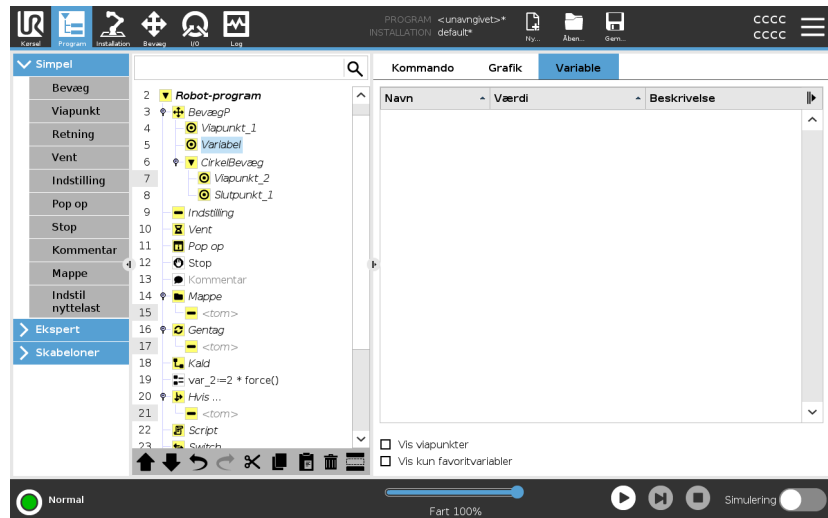 UR
PROGRAM <unavngivet>*
INSTALLATION default*
CCCC
CCCC
Kørsel Program Installation Bevæg I/O Log
Ny... Åben... Gem...
Simpel
Bevæg
Viapunkt
Retning
Vent
Indstilling
Pop op
Stop
Kommentar
Mappe
Indstil
nyttelast
Ekspert
Skabeloner
2 Robot-program
3 BevægP
4 Viapunkt_1
5 Variabel
6 CirkelBevæg
7 Viapunkt_2
8 Slutpunkt_1
9 Indstilling
10 Vent
11 Pop op
12 Stop
13 Kommentar
14 Mappe
15 <tom>
16 Gentag
17 <tom>
18 Kald
19 var_2:=2 * force()
20 Hvis ...
21 <tom>
22 Script
23 Switch
Kommando Grafik Variable
Navn Værdi Beskrivelse
Vis viapunkter
Vis kun favoritvariabler
Normal
Fart 100%
Simulering